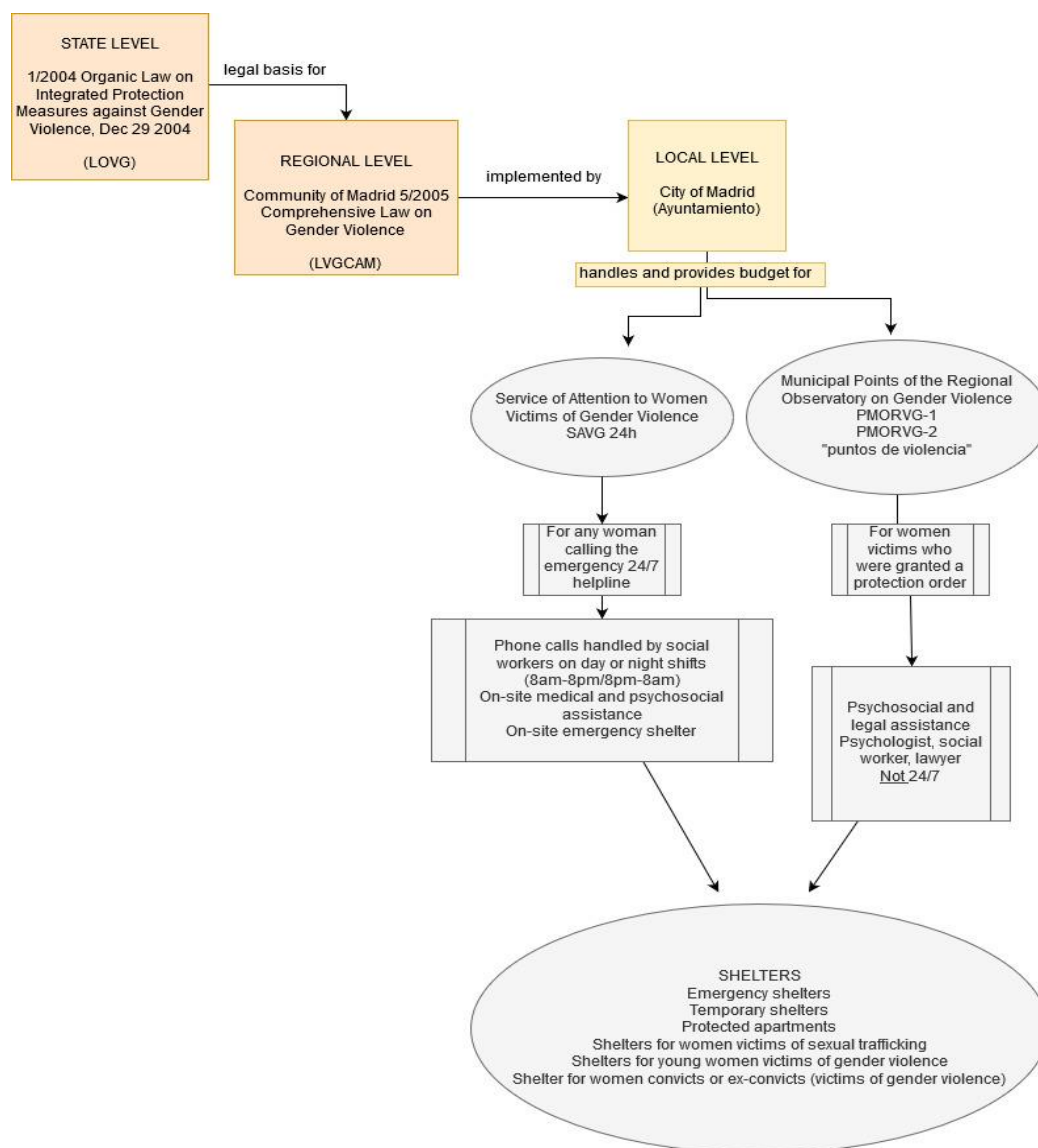 STATE LEVEL
1/2004 Organic Law on
Integrated Protection
Measures against Gender
Violence, Dec 29 2004
(LOVG)
legal basis for
REGIONAL LEVEL
Community of Madrid 5/2005
Comprehensive Law on
Gender Violence
(LVGCAM)
implemented by
LOCAL LEVEL
City of Madrid
(Ayuntamiento)
handles and provides budget for
Service of Attention to Women
Victims of Gender Violence
SAVG 24h
Municipal Points of the Regional
Observatory on Gender Violence
PMORVG-1
PMORVG-2
"puntos de violencia"
For any woman
calling the
emergency 24/7
helpline
For women
victims who
were granted a
protection order
Phone calls handled by social
workers on day or night shifts
(8am-8pm/8pm-8am)
On-site medical and psychosocial
assistance
On-site emergency shelter
Psychosocial and
legal assistance
Psychologist, social
worker, lawyer
Not 24/7
SHELTERS
Emergency shelters
Temporary shelters
Protected apartments
Shelters for women victims of sexual trafficking
Shelters for young women victims of gender violence
Shelter for women convicts or ex-convicts (victims of gender violence)